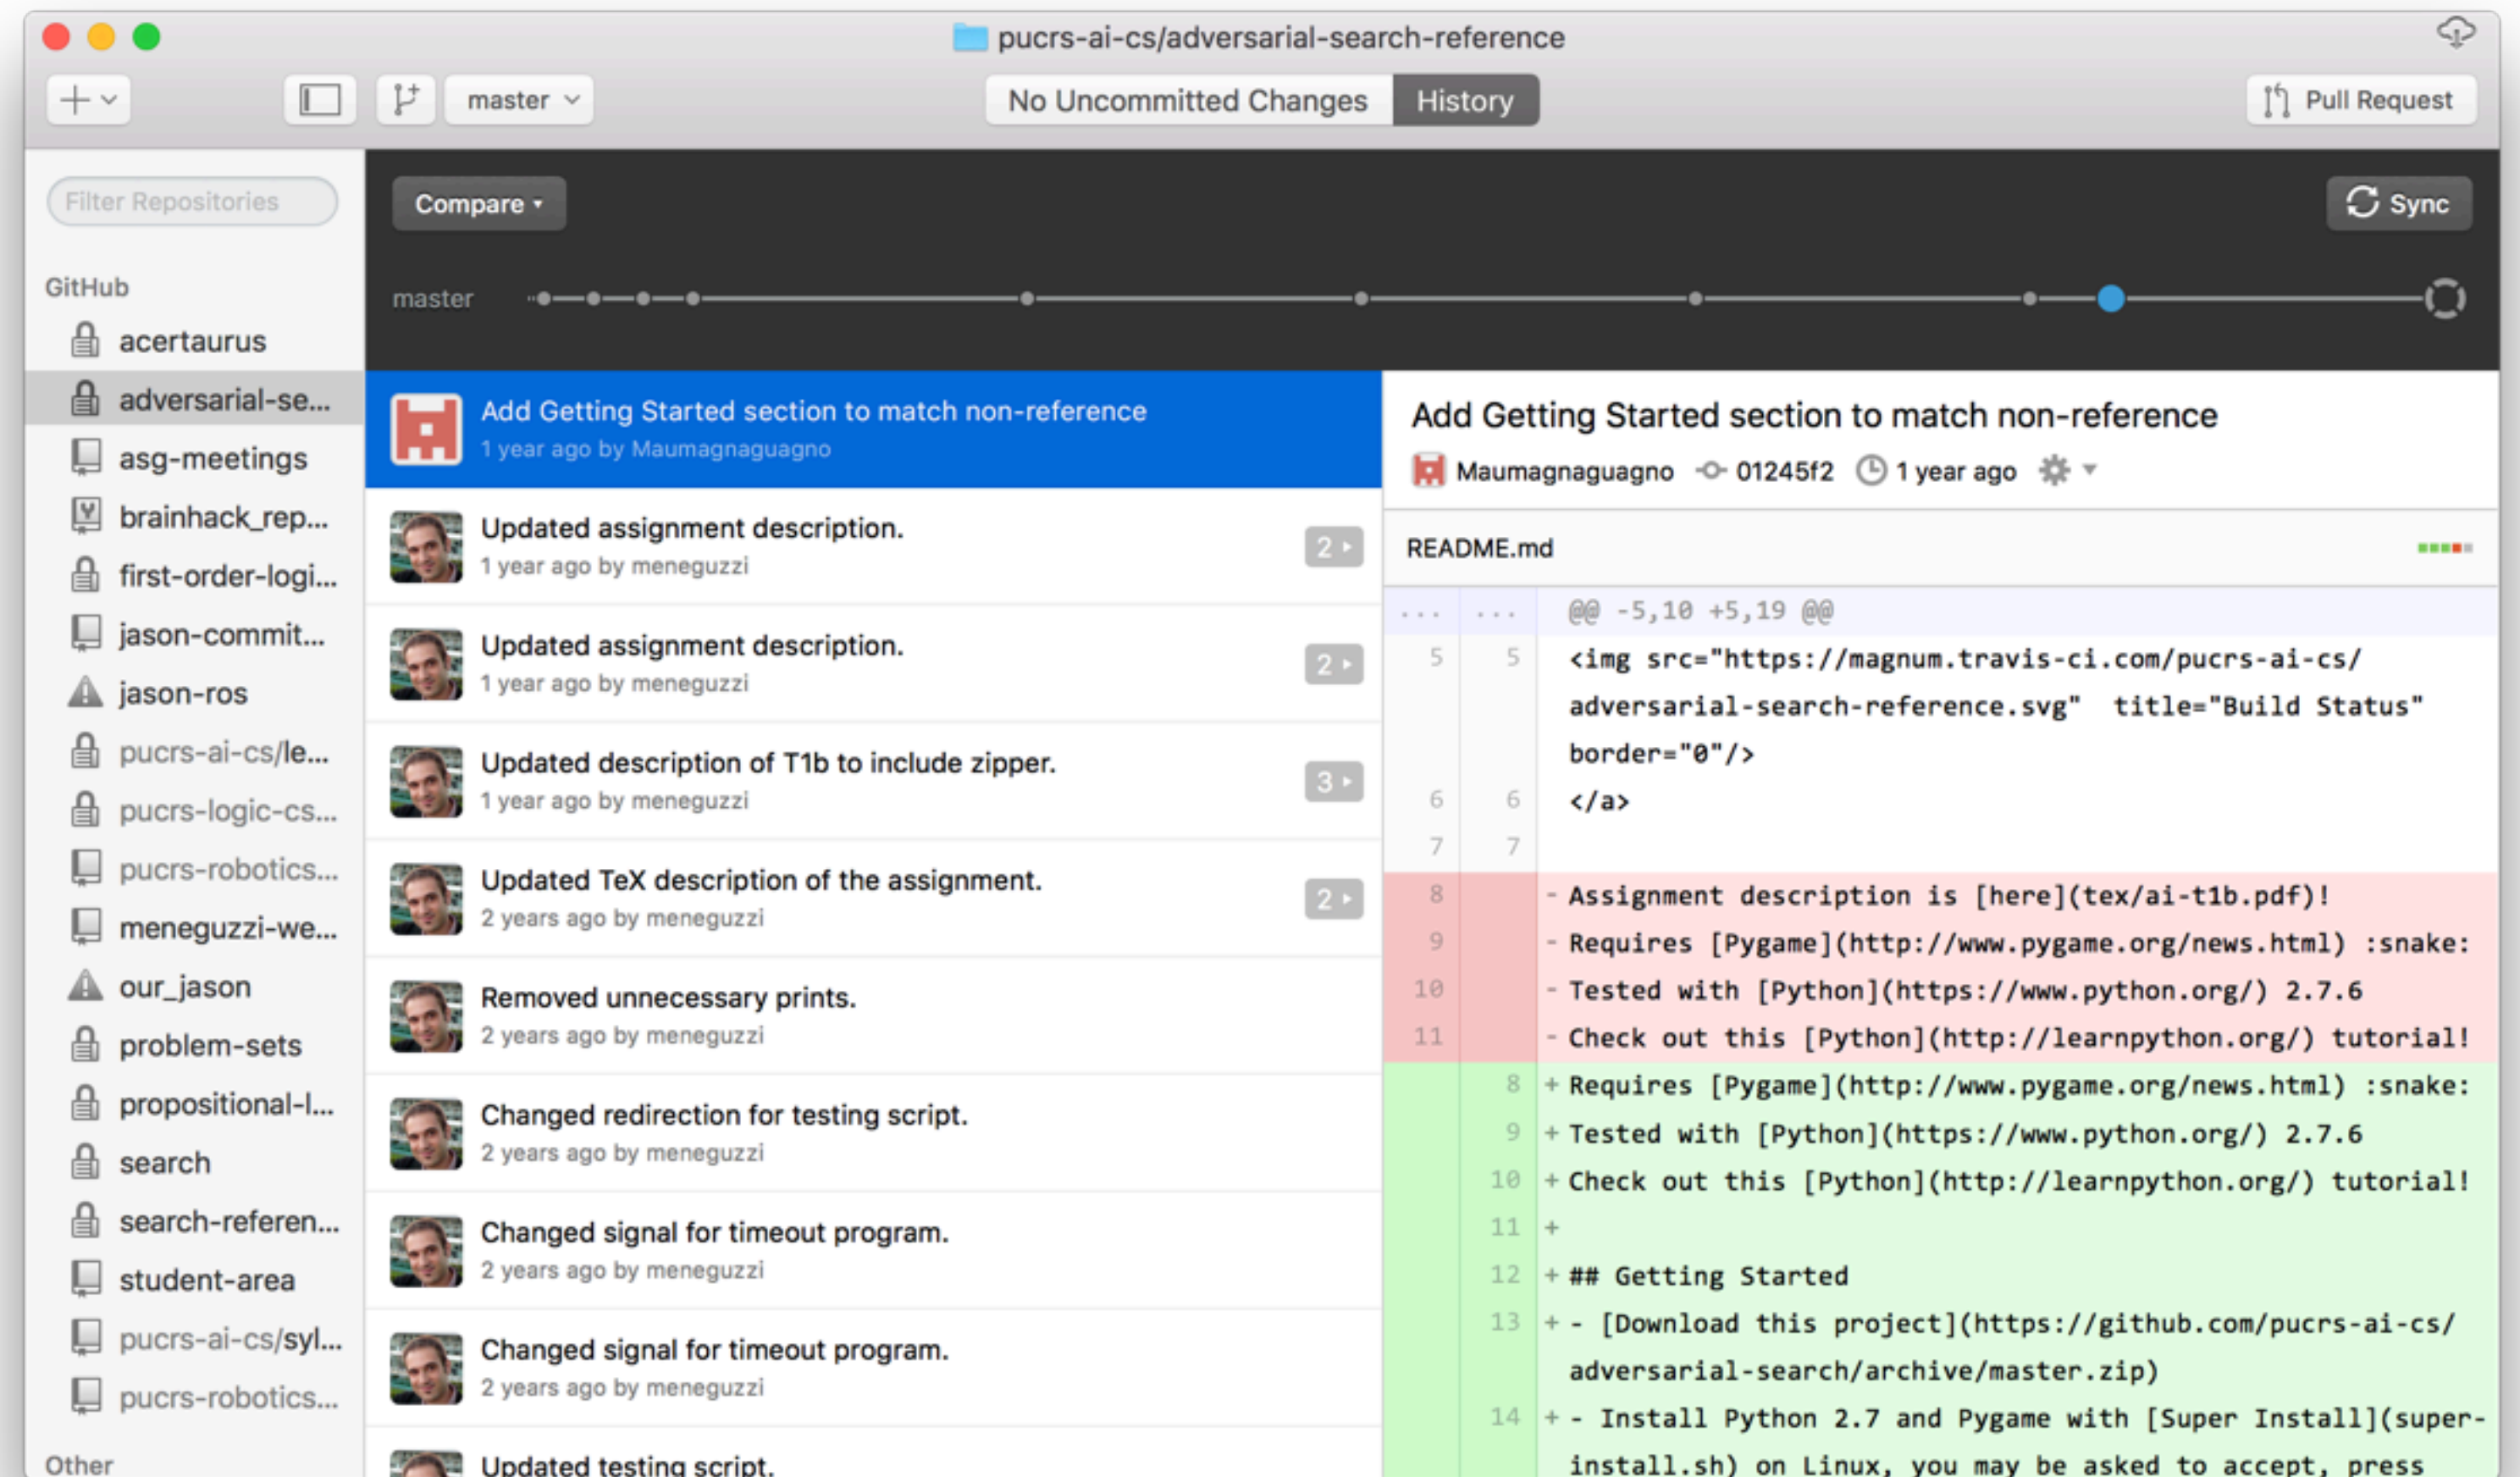 pucrs-ai-cs/adversarial-search-reference
master
No Uncommitted Changes
History
Pull Request
Filter Repositories
GitHub
acertaurus
adversarial-se...
asg-meetings
brainhack_rep...
first-order-logi...
jason-commit...
jason-ros
pucrs-ai-cs/le...
pucrs-logic-cs...
pucrs-robotics...
meneguzzi-we...
our_jason
problem-sets
propositional-l...
search
search-referen...
student-area
pucrs-ai-cs/syl...
pucrs-robotics...
Other
Compare
Sync
master
Add Getting Started section to match non-reference
1 year ago by Maumagnaguagno
Updated assignment description.
1 year ago by meneguzzi
2
Updated assignment description.
1 year ago by meneguzzi
2
Updated description of T1b to include zipper.
1 year ago by meneguzzi
3
Updated TeX description of the assignment.
2 years ago by meneguzzi
2
Removed unnecessary prints.
2 years ago by meneguzzi
Changed redirection for testing script.
2 years ago by meneguzzi
Changed signal for timeout program.
2 years ago by meneguzzi
Changed signal for timeout program.
2 years ago by meneguzzi
Updated testing script.
Add Getting Started section to match non-reference
Maumagnaguagno 01245f2 1 year ago
README.md
... ... @@ -5,10 +5,19 @@
5 5 <img src="https://magnum.travis-ci.com/pucrs-ai-cs/
adversarial-search-reference.svg"  title="Build Status"
border="0"/>
6 6 </a>
7 7
8 - Assignment description is [here](tex/ai-t1b.pdf)!
9 - Requires [Pygame](http://www.pygame.org/news.html) :snake:
10 - Tested with [Python](https://www.python.org/) 2.7.6
11 - Check out this [Python](http://learnpython.org/) tutorial!
8 + Requires [Pygame](http://www.pygame.org/news.html) :snake:
9 + Tested with [Python](https://www.python.org/) 2.7.6
10 + Check out this [Python](http://learnpython.org/) tutorial!
11 +
12 + ## Getting Started
13 + - [Download this project](https://github.com/pucrs-ai-cs/
adversarial-search/archive/master.zip)
14 + - Install Python 2.7 and Pygame with [Super Install](super-
install.sh) on Linux, you may be asked to accept, press